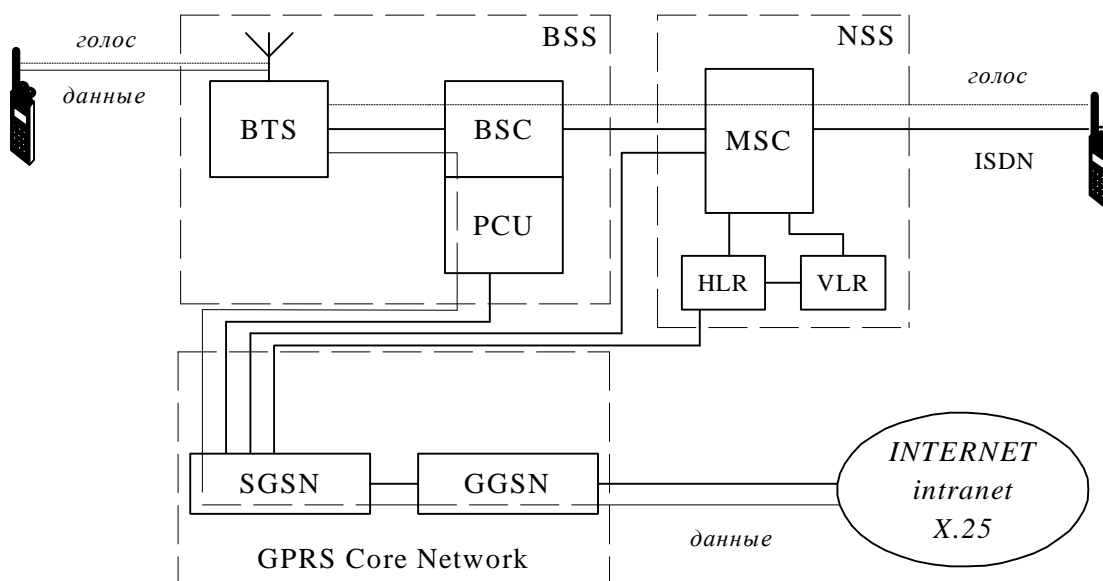 голос
данные
BSS
BTS
BSC
PCU
NSS
MSC
HLR
VLR
голос
ISDN
SGSN
GGSN
GPRS Core Network
данные
INTERNET
intranet
X.25